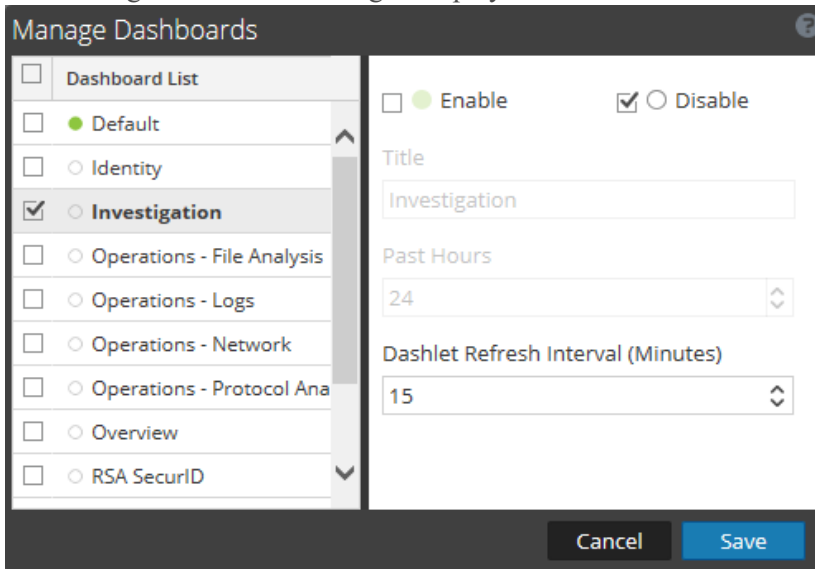 Manage Dashboards
Dashboard List
Default
Identity
Investigation
Operations - File Analysis
Operations - Logs
Operations - Network
Operations - Protocol Ana
Overview
RSA SecurID
Enable
Disable
Title
Investigation
Past Hours
24
Dashlet Refresh Interval (Minutes)
15
Cancel
Save